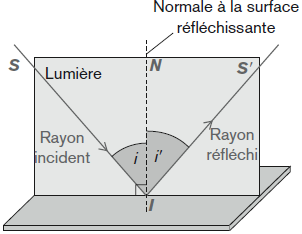 Normale à la surface
réfléchissante
S
Lumière
N
S'
Rayon
incident
i
i'
Rayon
réfléchi
I